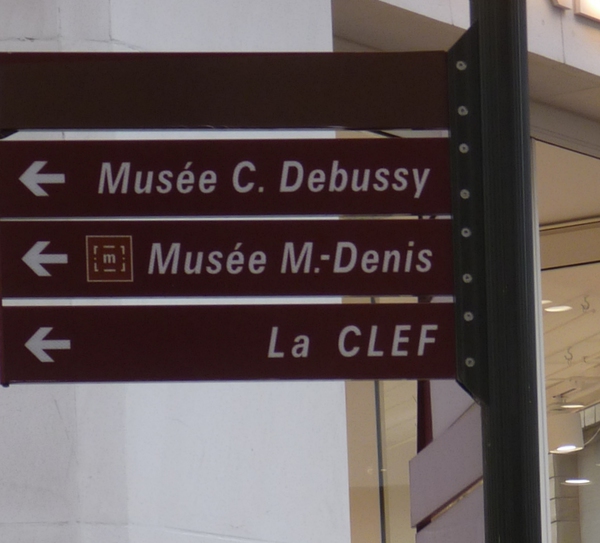 Musée C. Debussy
m Musée M.-Denis
La CLEF